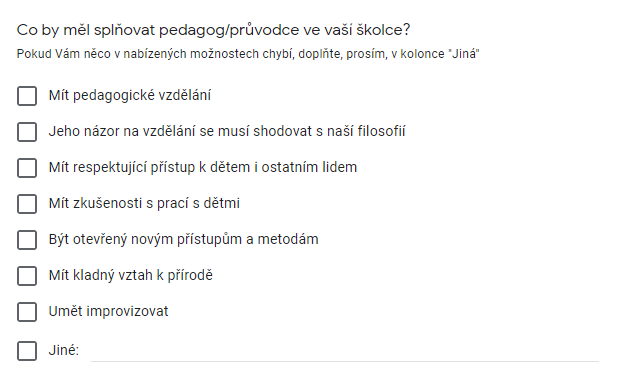 Co by měl splňovat pedagog/průvodce ve vaší školce?
Pokud Vám něco v nabízených možnostech chybí, doplňte, prosím, v kolonce "Jiná"
Mít pedagogické vzdělání
Jeho názor na vzdělání se musí shodovat s naší filosofií
Mít respektující přístup k dětem i ostatním lidem
Mít zkušenosti s prací s dětmi
Být otevřený novým přístupům a metodám
Mít kladný vztah k přírodě
Umět improvizovat
Jiné: